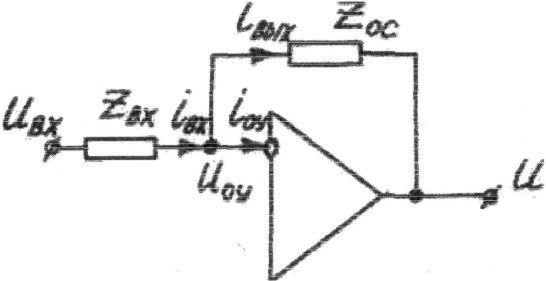 iвых Zос
Uвх Zвх iвх iоу
Uоу
U